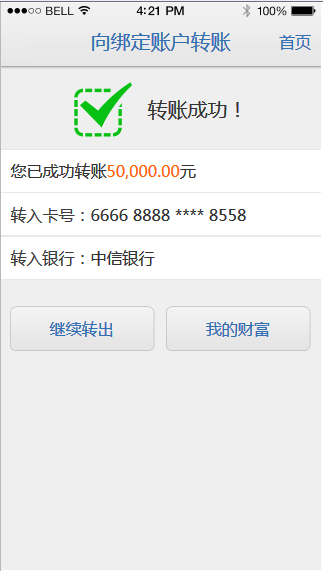 BELL 4:21 PM 100%
向绑定账户转账 首页
转账成功！
您已成功转账50,000.00元
转入卡号：6666 8888 **** 8558
转入银行：中信银行
继续转出 我的财富